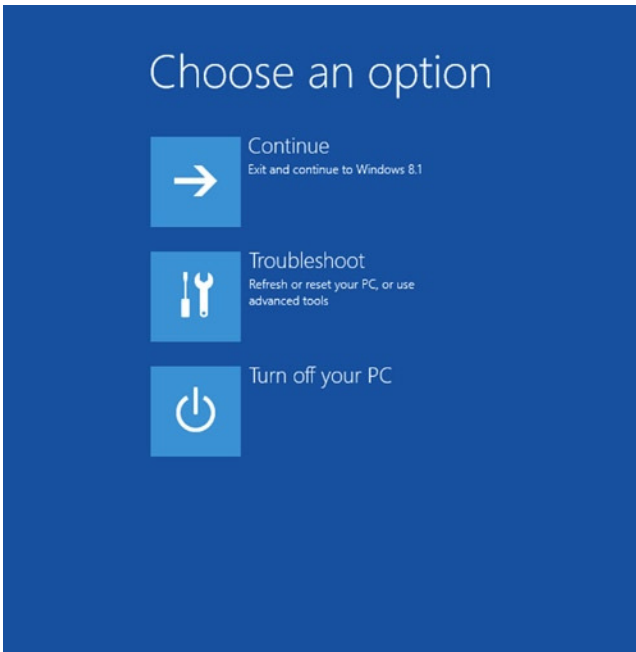 Choose an option
Continue
Exit and continue to Windows 8.1
Troubleshoot
Refresh or reset your PC, or use
advanced tools
Turn off your PC